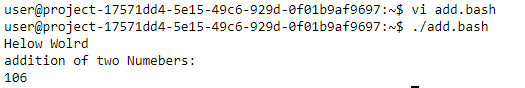 user@project-17571dd4-5e15-49c6-929d-0f01b9af9697:~$ vi add.bash
user@project-17571dd4-5e15-49c6-929d-0f01b9af9697:~$ ./add.bash
Helow Wolrd
addition of two Numebers:
106